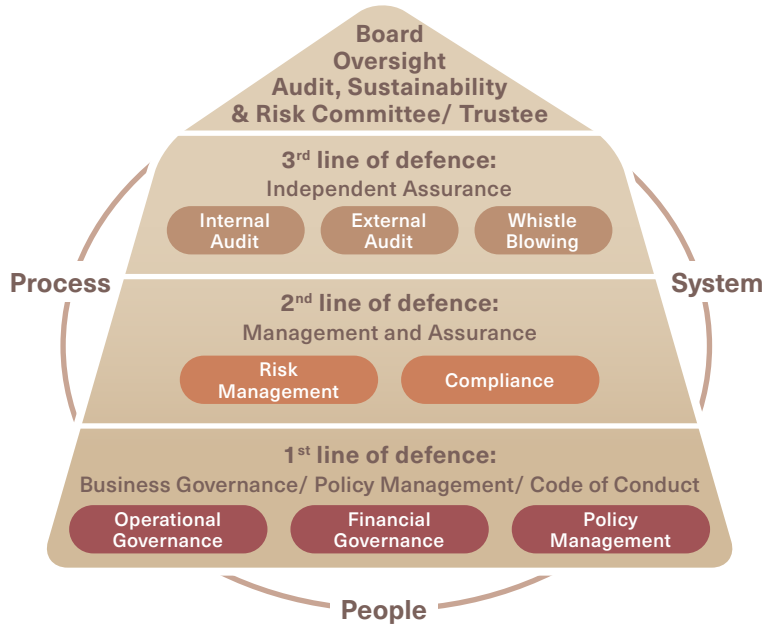 Board
Oversight
Audit, Sustainability
& Risk Committee/ Trustee
3rd line of defence:
Independent Assurance
Internal
Audit
External
Audit
Whistle
Blowing
Process
System
2nd line of defence:
Management and Assurance
Risk
Management
Compliance
1st line of defence:
Business Governance/ Policy Management/ Code of Conduct
Operational
Governance
Financial
Governance
Policy
Management
People